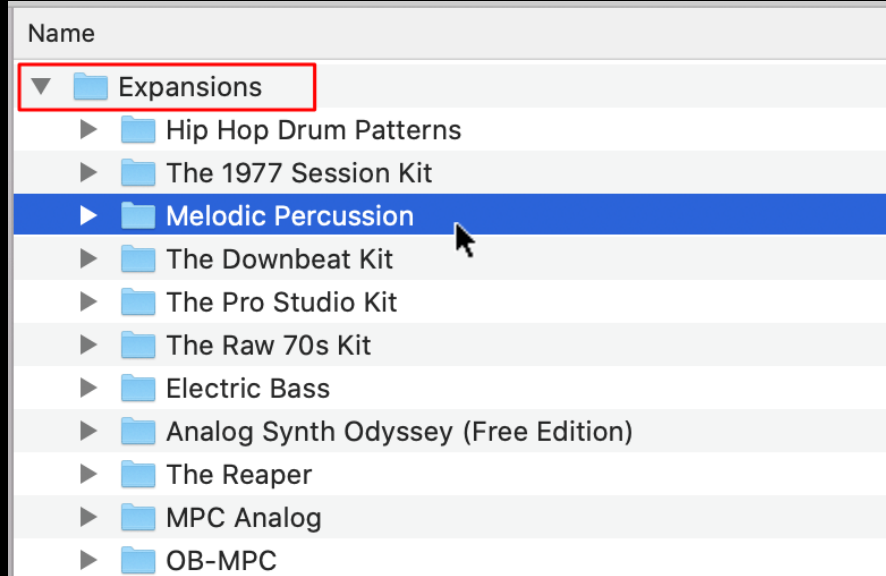 Name
Expansions
Hip Hop Drum Patterns
The 1977 Session Kit
Melodic Percussion
The Downbeat Kit
The Pro Studio Kit
The Raw 70s Kit
Electric Bass
Analog Synth Odyssey (Free Edition)
The Reaper
MPC Analog
OB-MPC